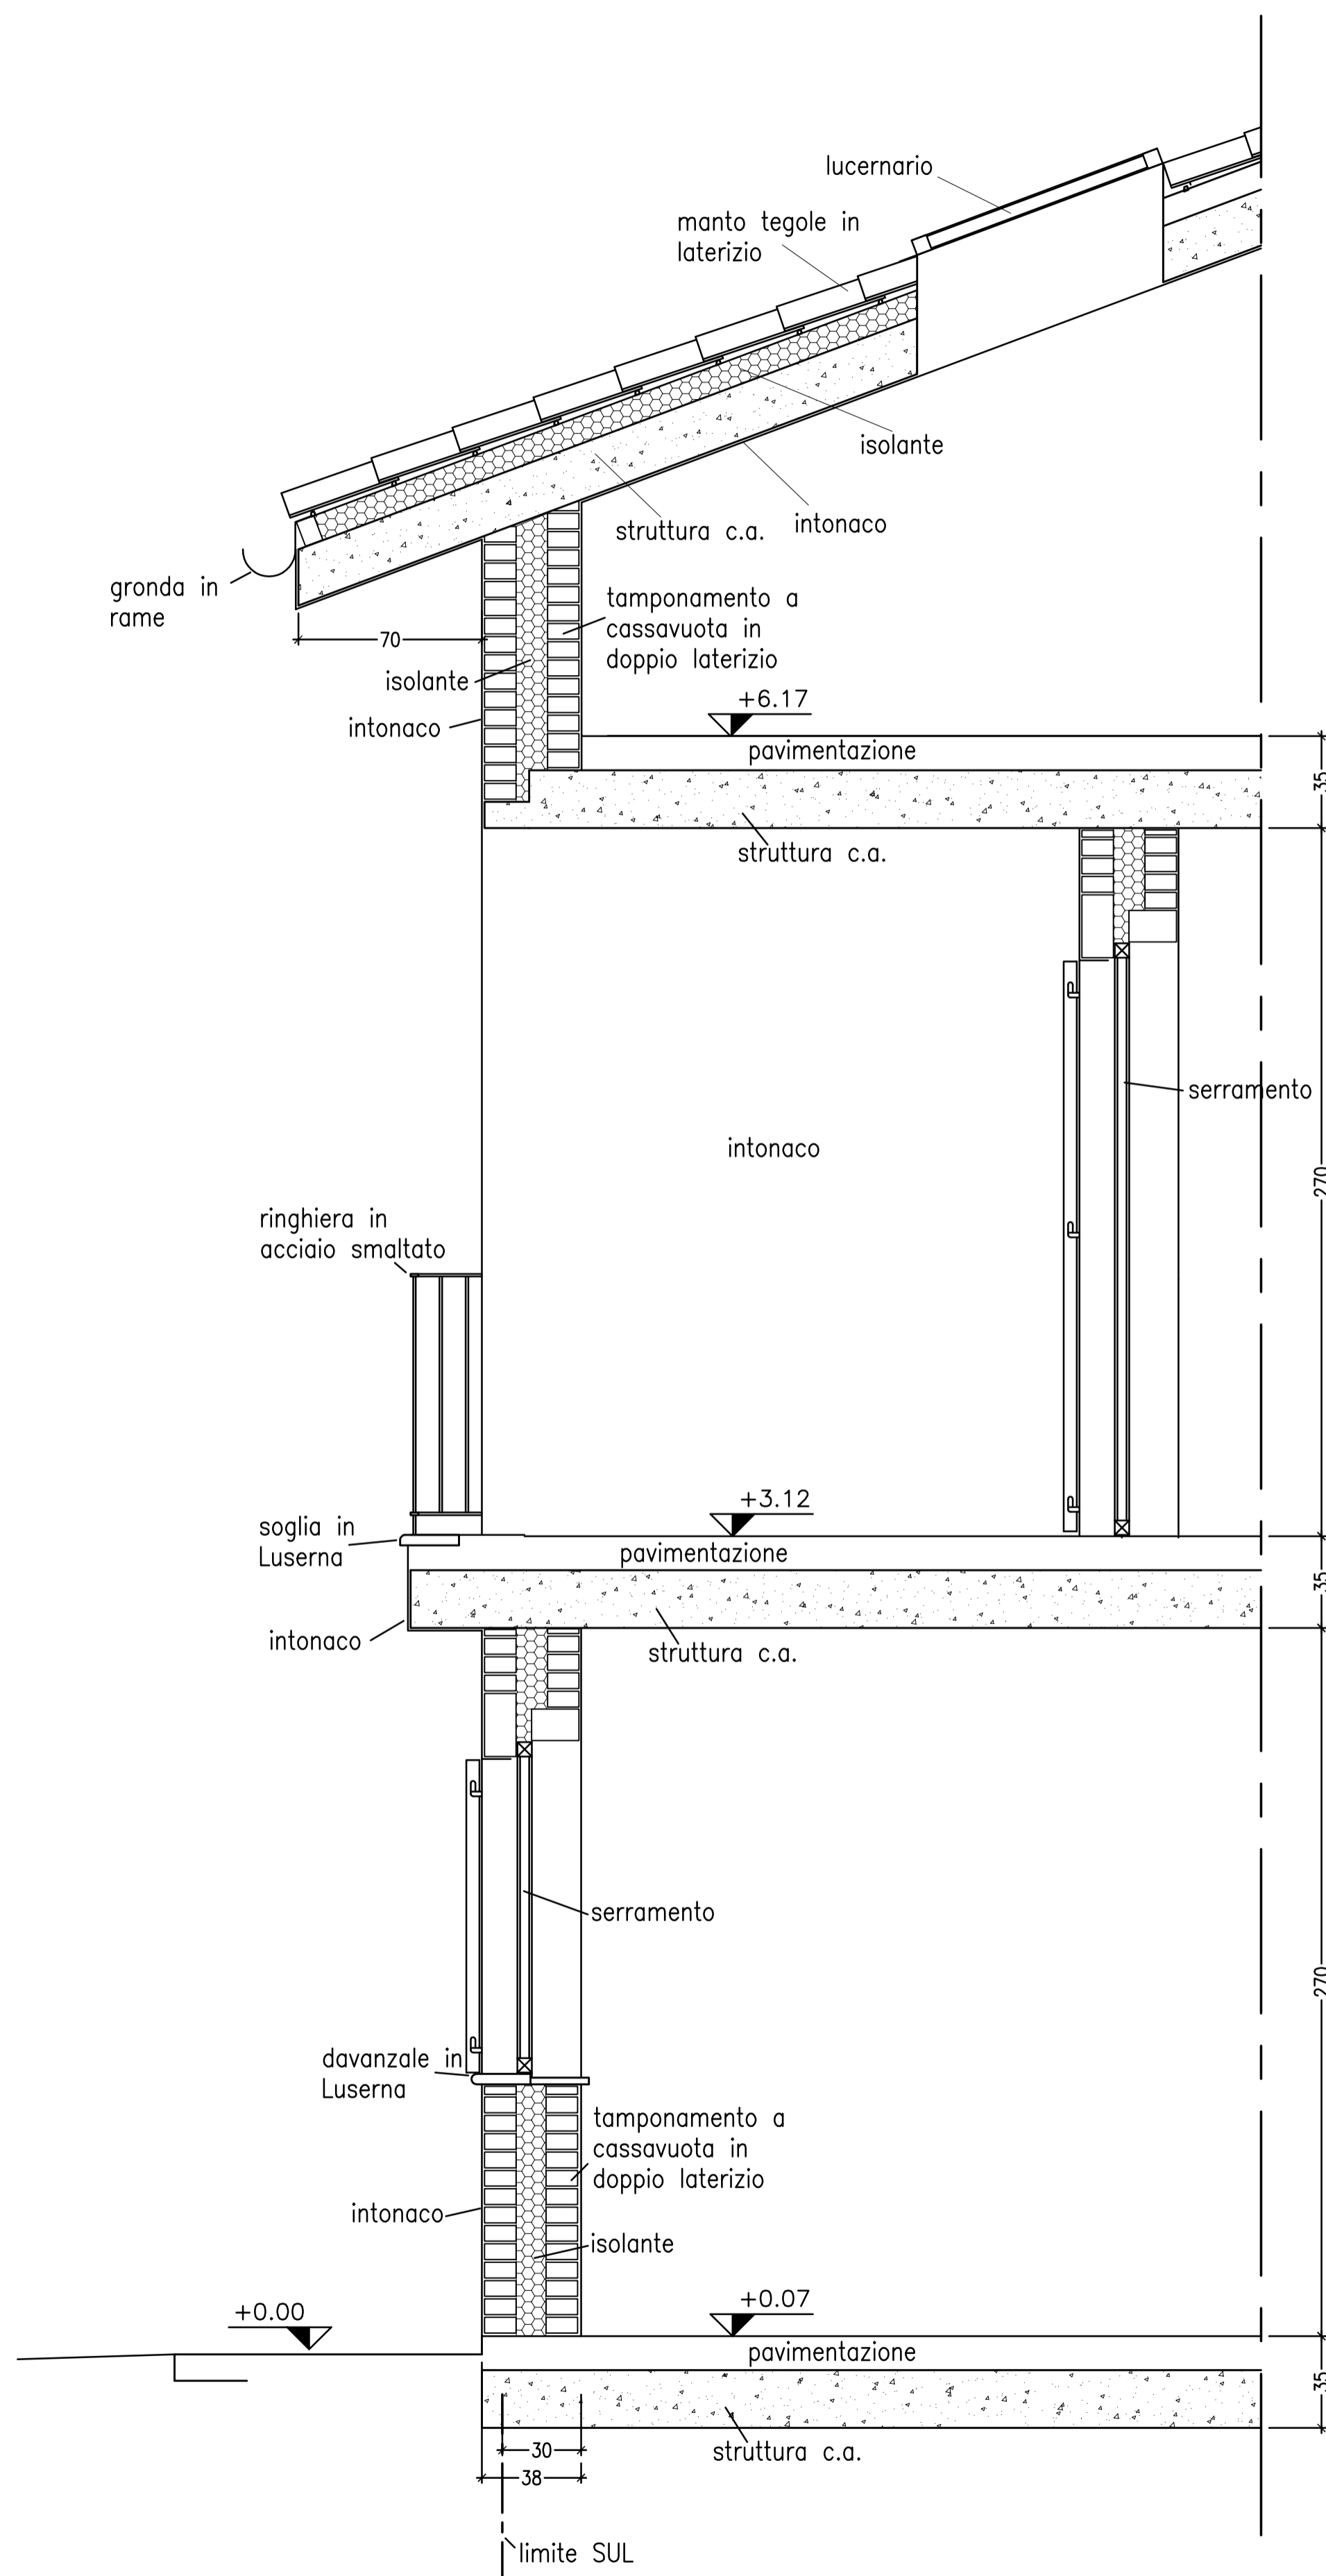 lucernario
manto tegole in
laterizio
isolante
intonaco
struttura c.a.
gronda in
rame
tamponamento a
cassavuota in
doppio laterizio
70
isolante
intonaco
+6.17
pavimentazione
35
struttura c.a.
serramento
intonaco
270
ringhiera in
acciaio smaltato
+3.12
soglia in
Luserna
pavimentazione
35
intonaco
struttura c.a.
serramento
270
davanzale in
Luserna
tamponamento a
cassavuota in
doppio laterizio
intonaco
isolante
+0.00
+0.07
pavimentazione
35
struttura c.a.
30
38
limite SUL